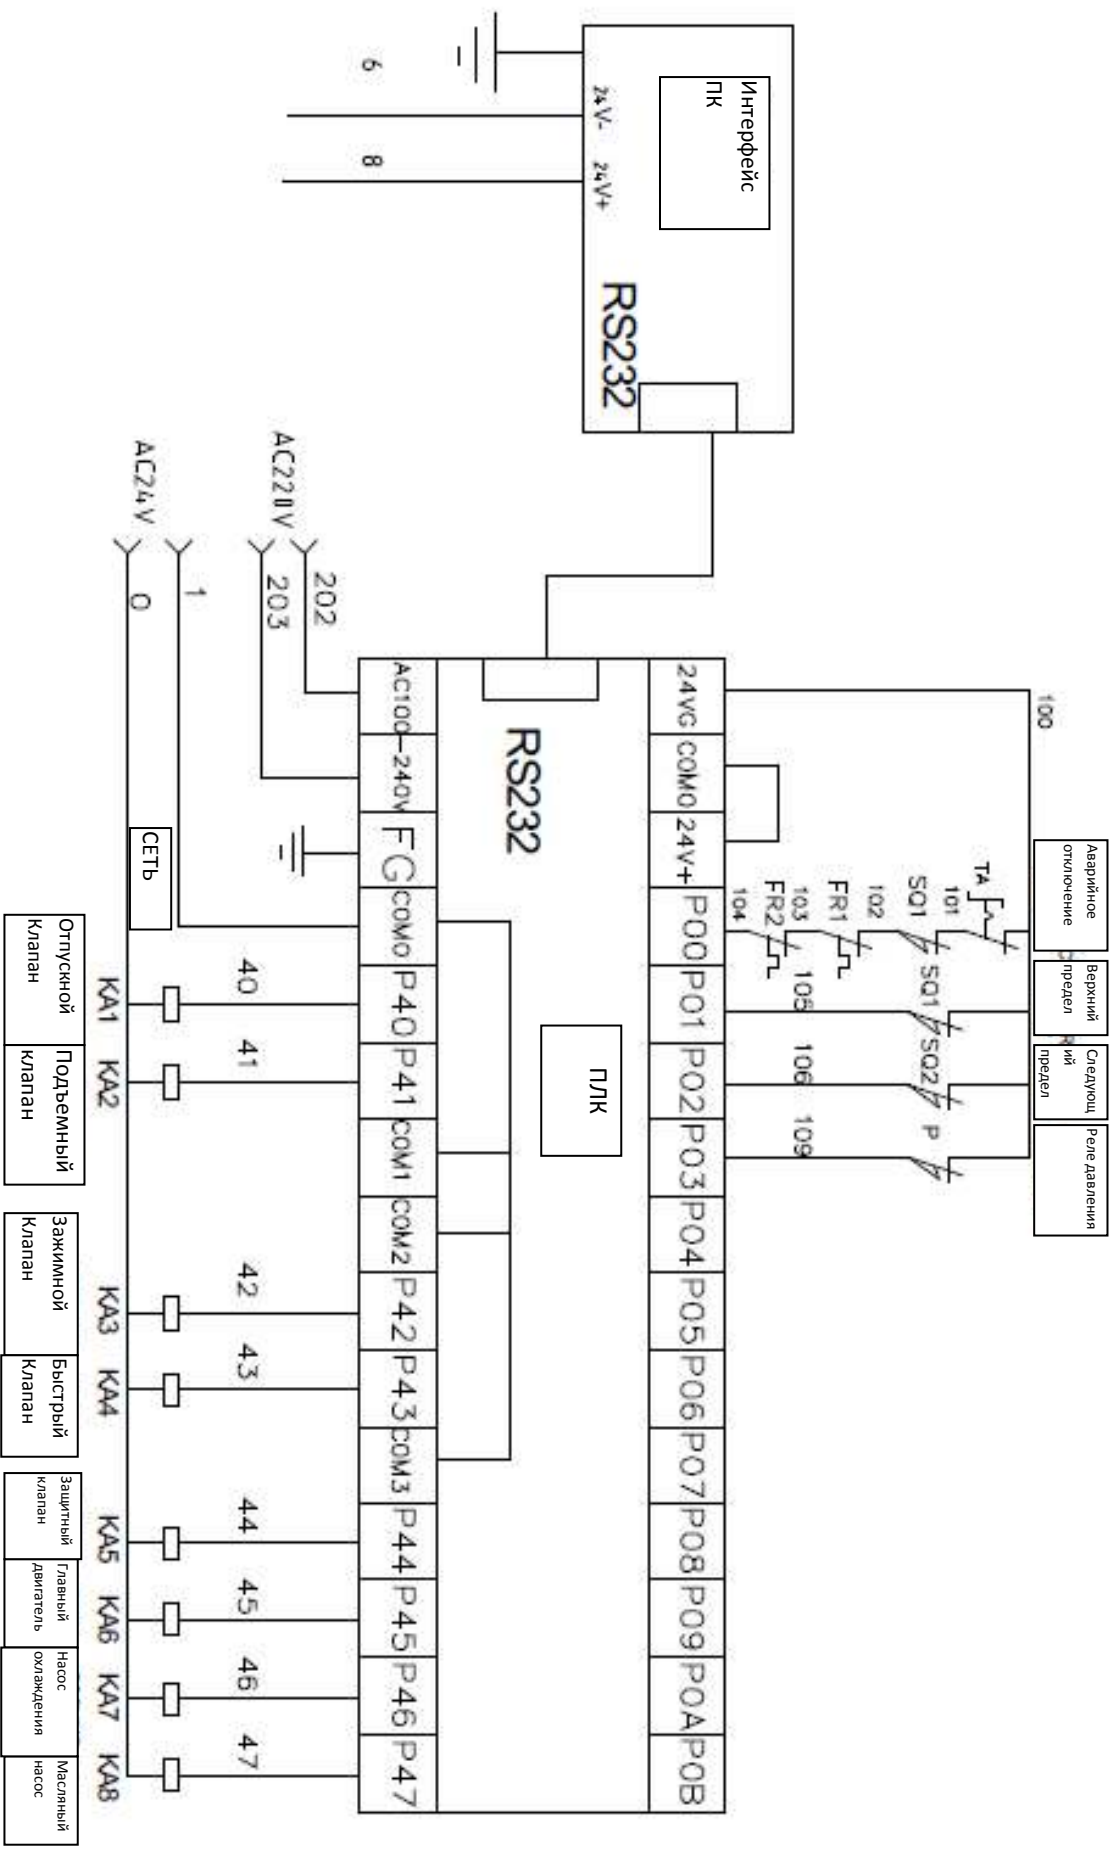 Интерфейс
ПК
24V-
24V+
RS232
6
8
100
Аварийное
отключение
Верхний
предел
Следующ
ий
предел
Реле давления
TA
101
SQ1
102
FR1
103
FR2
104
SQ1
105
SQ2
106
P
109
24VG
COM0
24V+
P00
P01
P02
P03
P04
P05
P06
P07
P08
P09
P0A
P0B
RS232
ПЛК
AC100-240V
FG
COM0
P40
P41
COM1
COM2
P42
P43
COM3
P44
P45
P46
P47
AC220V
202
203
AC24V
1
0
СЕТЬ
40
41
42
43
44
45
46
47
KA1
KA2
KA3
KA4
KA5
KA6
KA7
KA8
Отпускной
Клапан
Подъемный
клапан
Зажимной
Клапан
Быстрый
Клапан
Защитный
клапан
Главный
двигатель
Насос
охлаждения
Масляный
насос